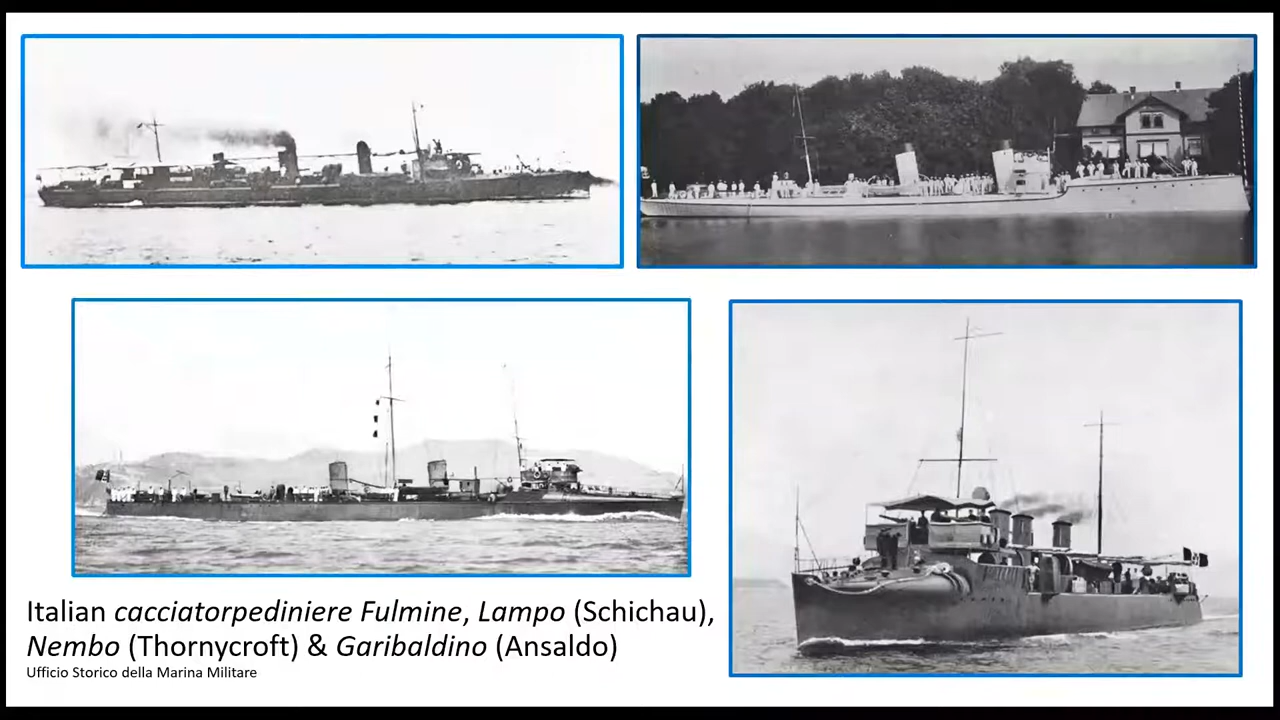 Italian cacciatorpediniere Fulmine, Lampo (Schichau),
Nembo (Thornycroft) & Garibaldino (Ansaldo)
Ufficio Storico della Marina Militare